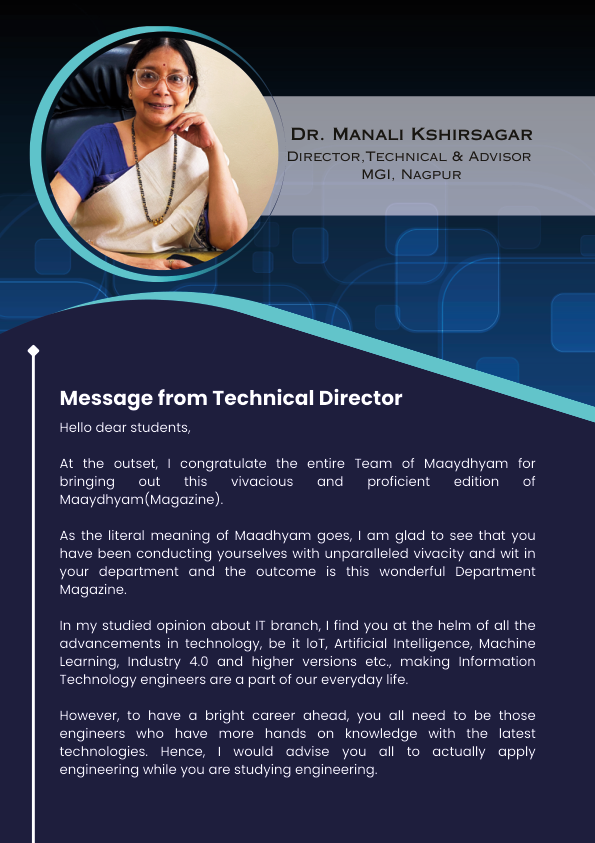 Dr. Manali Kshirsagar
Director,Technical & Advisor
MGI, Nagpur
Message from Technical Director
Hello dear students,
At the outset, I congratulate the entire Team of Maaydhyam for
bringing out this vivacious and proficient edition of
Maaydhyam(Magazine).
As the literal meaning of Maadhyam goes, I am glad to see that you
have been conducting yourselves with unparalleled vivacity and wit in
your department and the outcome is this wonderful Department
Magazine.
In my studied opinion about IT branch, I find you at the helm of all the
advancements in technology, be it IoT, Artificial Intelligence, Machine
Learning, Industry 4.0 and higher versions etc., making Information
Technology engineers are a part of our everyday life.
However, to have a bright career ahead, you all need to be those
engineers who have more hands on knowledge with the latest
technologies. Hence, I would advise you all to actually apply
engineering while you are studying engineering.